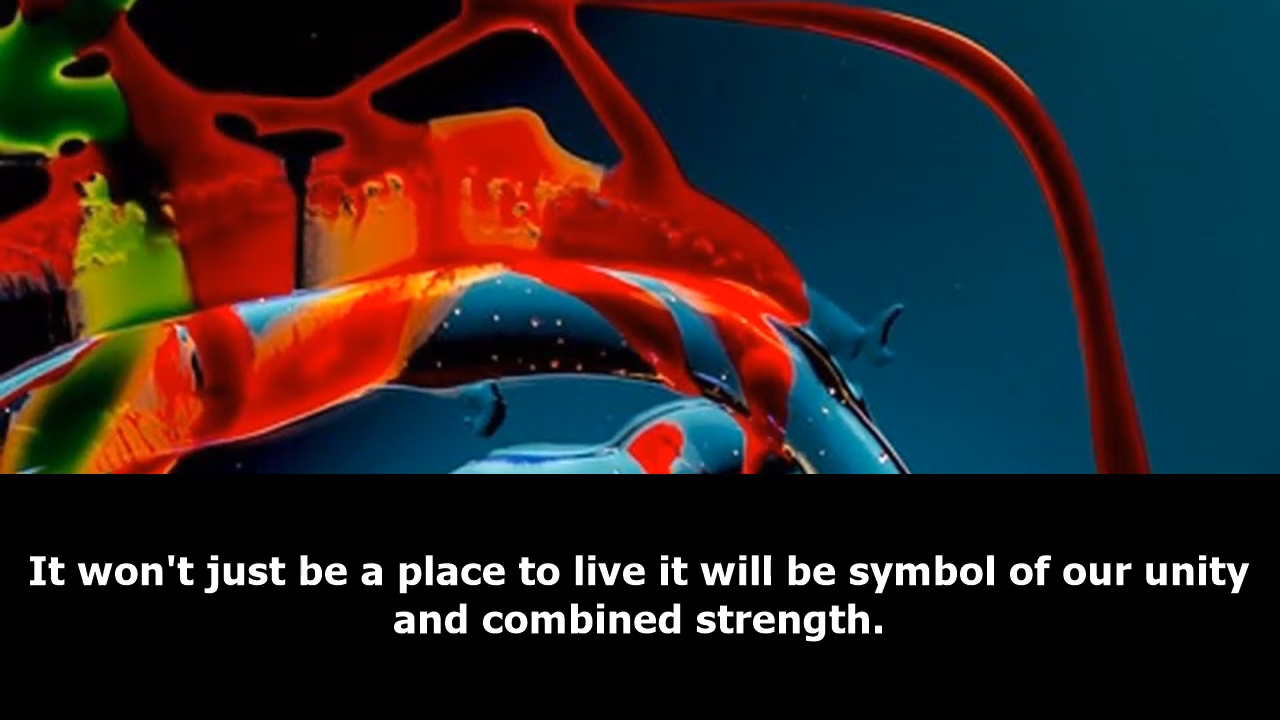 It won't just be a place to live it will be symbol of our unity
and combined strength.